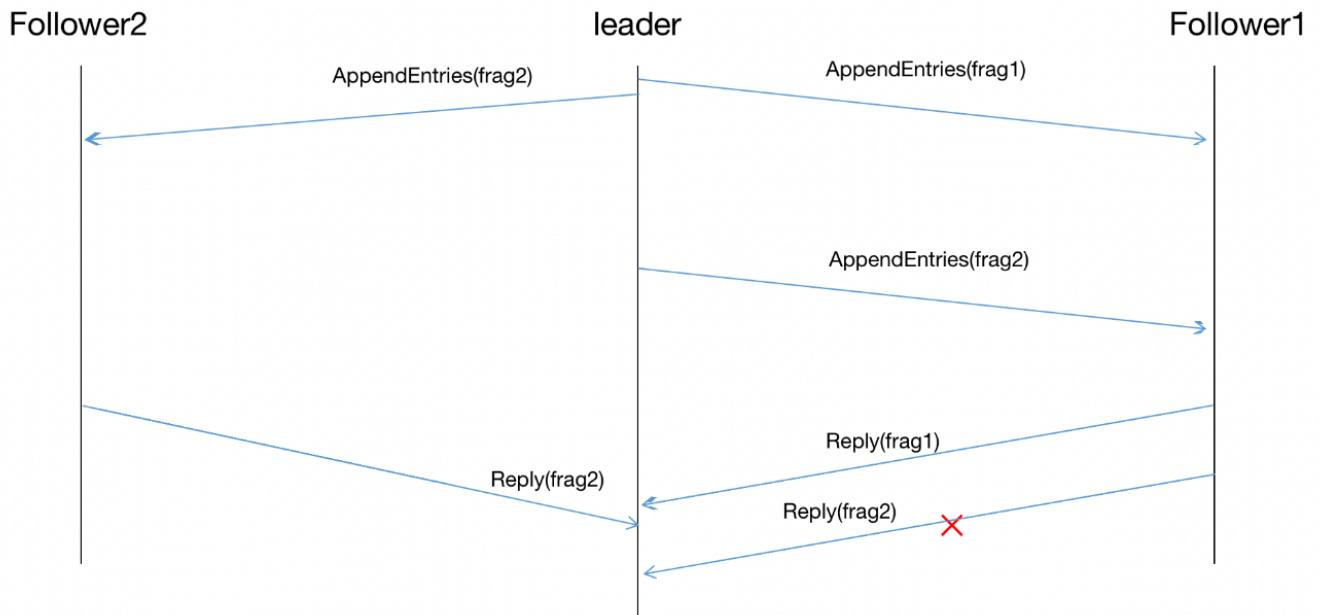 Follower2
leader
Follower1
AppendEntries(frag2)
AppendEntries(frag1)
AppendEntries(frag2)
Reply(frag1)
Reply(frag2)
Reply(frag2)